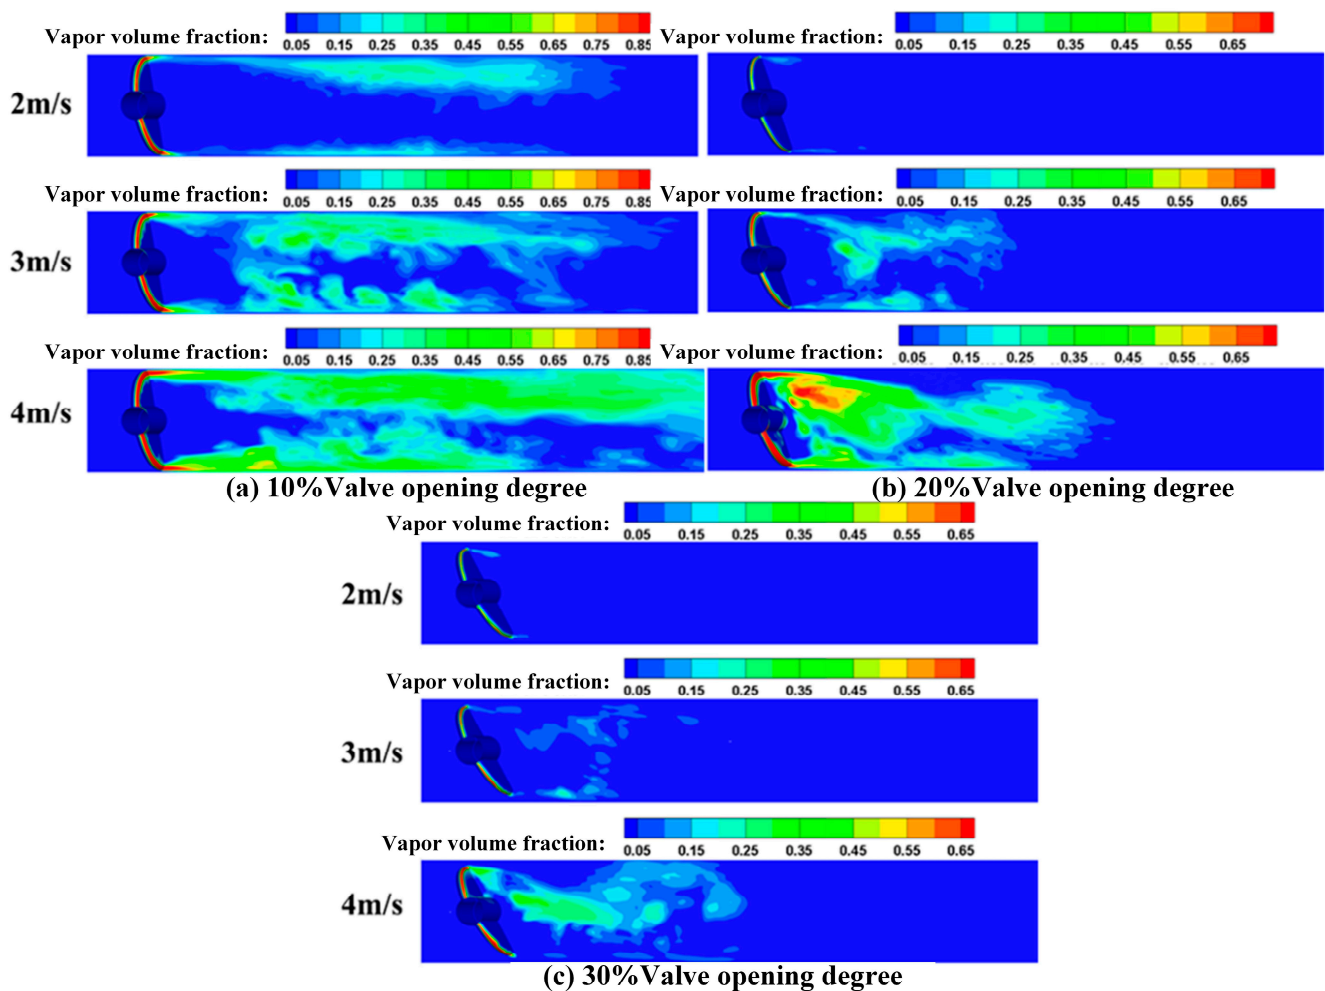 Vapor volume fraction:
0.05 0.15 0.25 0.35 0.45 0.55 0.65 0.75 0.85
Vapor volume fraction:
0.05 0.15 0.25 0.35 0.45 0.55 0.65
2m/s
Vapor volume fraction:
0.05 0.15 0.25 0.35 0.45 0.55 0.65 0.75 0.85
Vapor volume fraction:
0.05 0.15 0.25 0.35 0.45 0.55 0.65
3m/s
Vapor volume fraction:
0.05 0.15 0.25 0.35 0.45 0.55 0.65 0.75 0.85
Vapor volume fraction:
0.05 0.15 0.25 0.35 0.45 0.55 0.65
4m/s
(a) 10%Valve opening degree
(b) 20%Valve opening degree
Vapor volume fraction:
0.05 0.15 0.25 0.35 0.45 0.55 0.65
2m/s
Vapor volume fraction:
0.05 0.15 0.25 0.35 0.45 0.55 0.65
3m/s
Vapor volume fraction:
0.05 0.15 0.25 0.35 0.45 0.55 0.65
4m/s
(c) 30%Valve opening degree